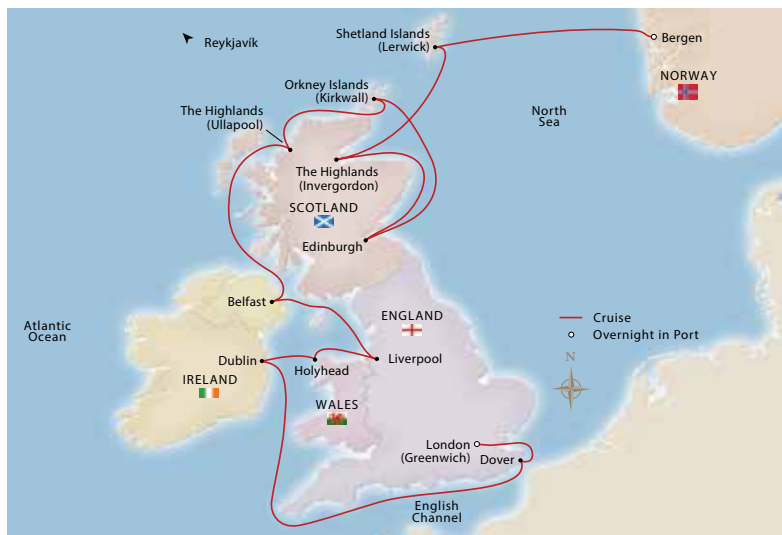 Reykjavík
Shetland Islands
(Lerwick)
Bergen
NORWAY
Orkney Islands
(Kirkwall)
North
Sea
The Highlands
(Ullapool)
The Highlands
(Invergordon)
SCOTLAND
Edinburgh
Belfast
ENGLAND
Cruise
Overnight in Port
Atlantic
Ocean
N
Dublin
Holyhead
Liverpool
IRELAND
WALES
London
(Greenwich)
Dover
English
Channel